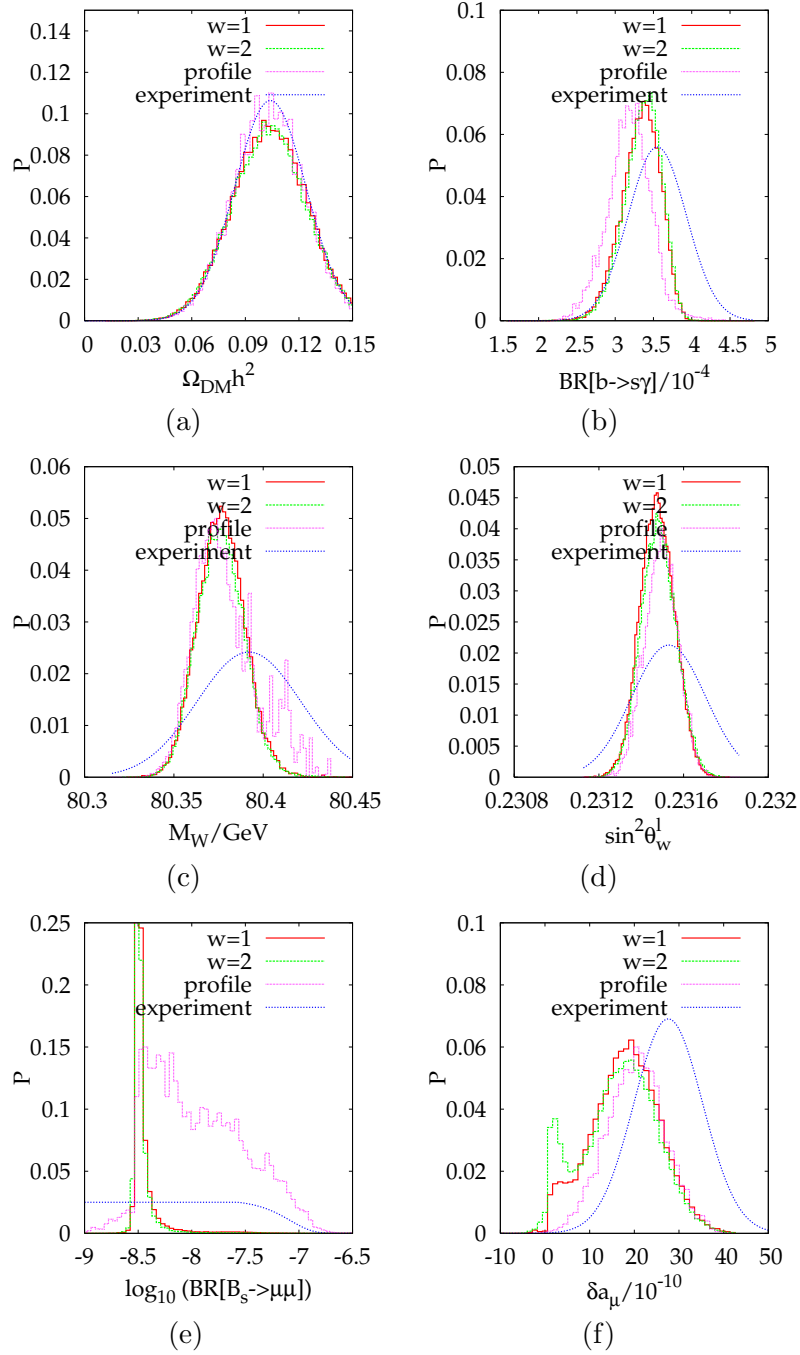 w=1
w=2
profile
experiment
P
0.14
0.12
0.1
0.08
0.06
0.04
0.02
0
0 0.03 0.06 0.09 0.12 0.15
Ω_DM h²
(a)
w=1
w=2
profile
experiment
P
0.1
0.08
0.06
0.04
0.02
0
1.5 2 2.5 3 3.5 4 4.5 5
BR[b->sγ]/10⁻⁴
(b)
w=1
w=2
profile
experiment
P
0.06
0.05
0.04
0.03
0.02
0.01
0
80.3 80.35 80.4 80.45
M_W/GeV
(c)
w=1
w=2
profile
experiment
P
0.05
0.045
0.04
0.035
0.03
0.025
0.02
0.015
0.01
0.005
0
0.2308 0.2312 0.2316 0.232
sin²θ_w^l
(d)
w=1
w=2
profile
experiment
P
0.25
0.2
0.15
0.1
0.05
0
-9 -8.5 -8 -7.5 -7 -6.5
log₁₀ (BR[B_s->μμ])
(e)
w=1
w=2
profile
experiment
P
0.1
0.08
0.06
0.04
0.02
0
-10 0 10 20 30 40 50
δa_μ/10⁻¹⁰
(f)